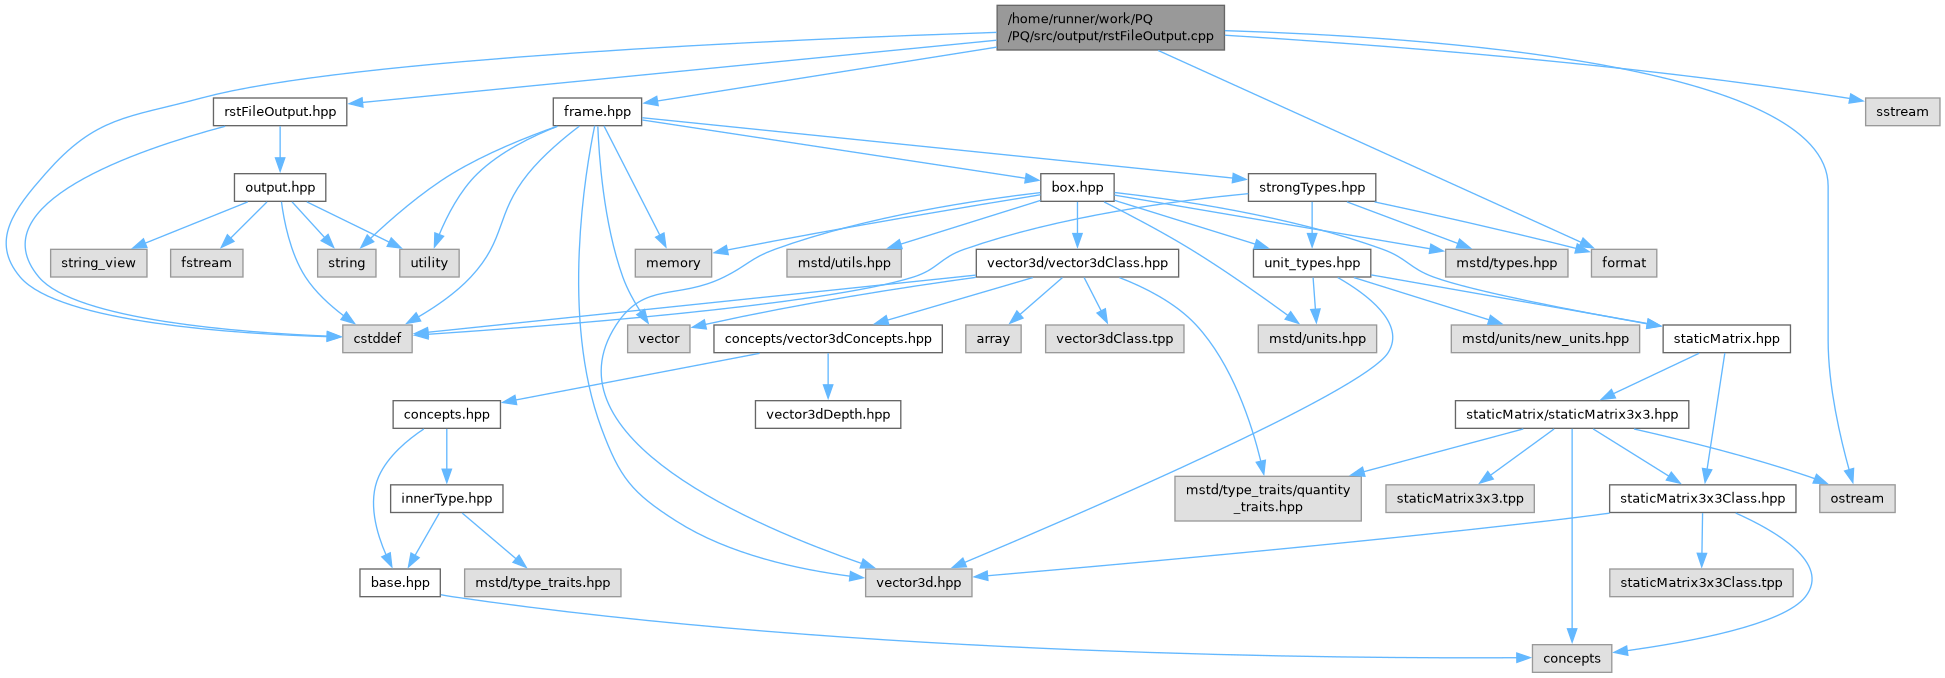 /home/runner/work/PQ
/PQ/src/output/rstFileOutput.cpp
rstFileOutput.hpp
frame.hpp
sstream
output.hpp
box.hpp
strongTypes.hpp
string_view
fstream
string
utility
memory
mstd/utils.hpp
vector3d/vector3dClass.hpp
unit_types.hpp
mstd/types.hpp
format
cstddef
vector
concepts/vector3dConcepts.hpp
array
vector3dClass.tpp
mstd/units.hpp
mstd/units/new_units.hpp
staticMatrix.hpp
concepts.hpp
vector3dDepth.hpp
staticMatrix/staticMatrix3x3.hpp
innerType.hpp
mstd/type_traits/quantity
_traits.hpp
staticMatrix3x3.tpp
staticMatrix3x3Class.hpp
ostream
base.hpp
mstd/type_traits.hpp
vector3d.hpp
staticMatrix3x3Class.tpp
concepts